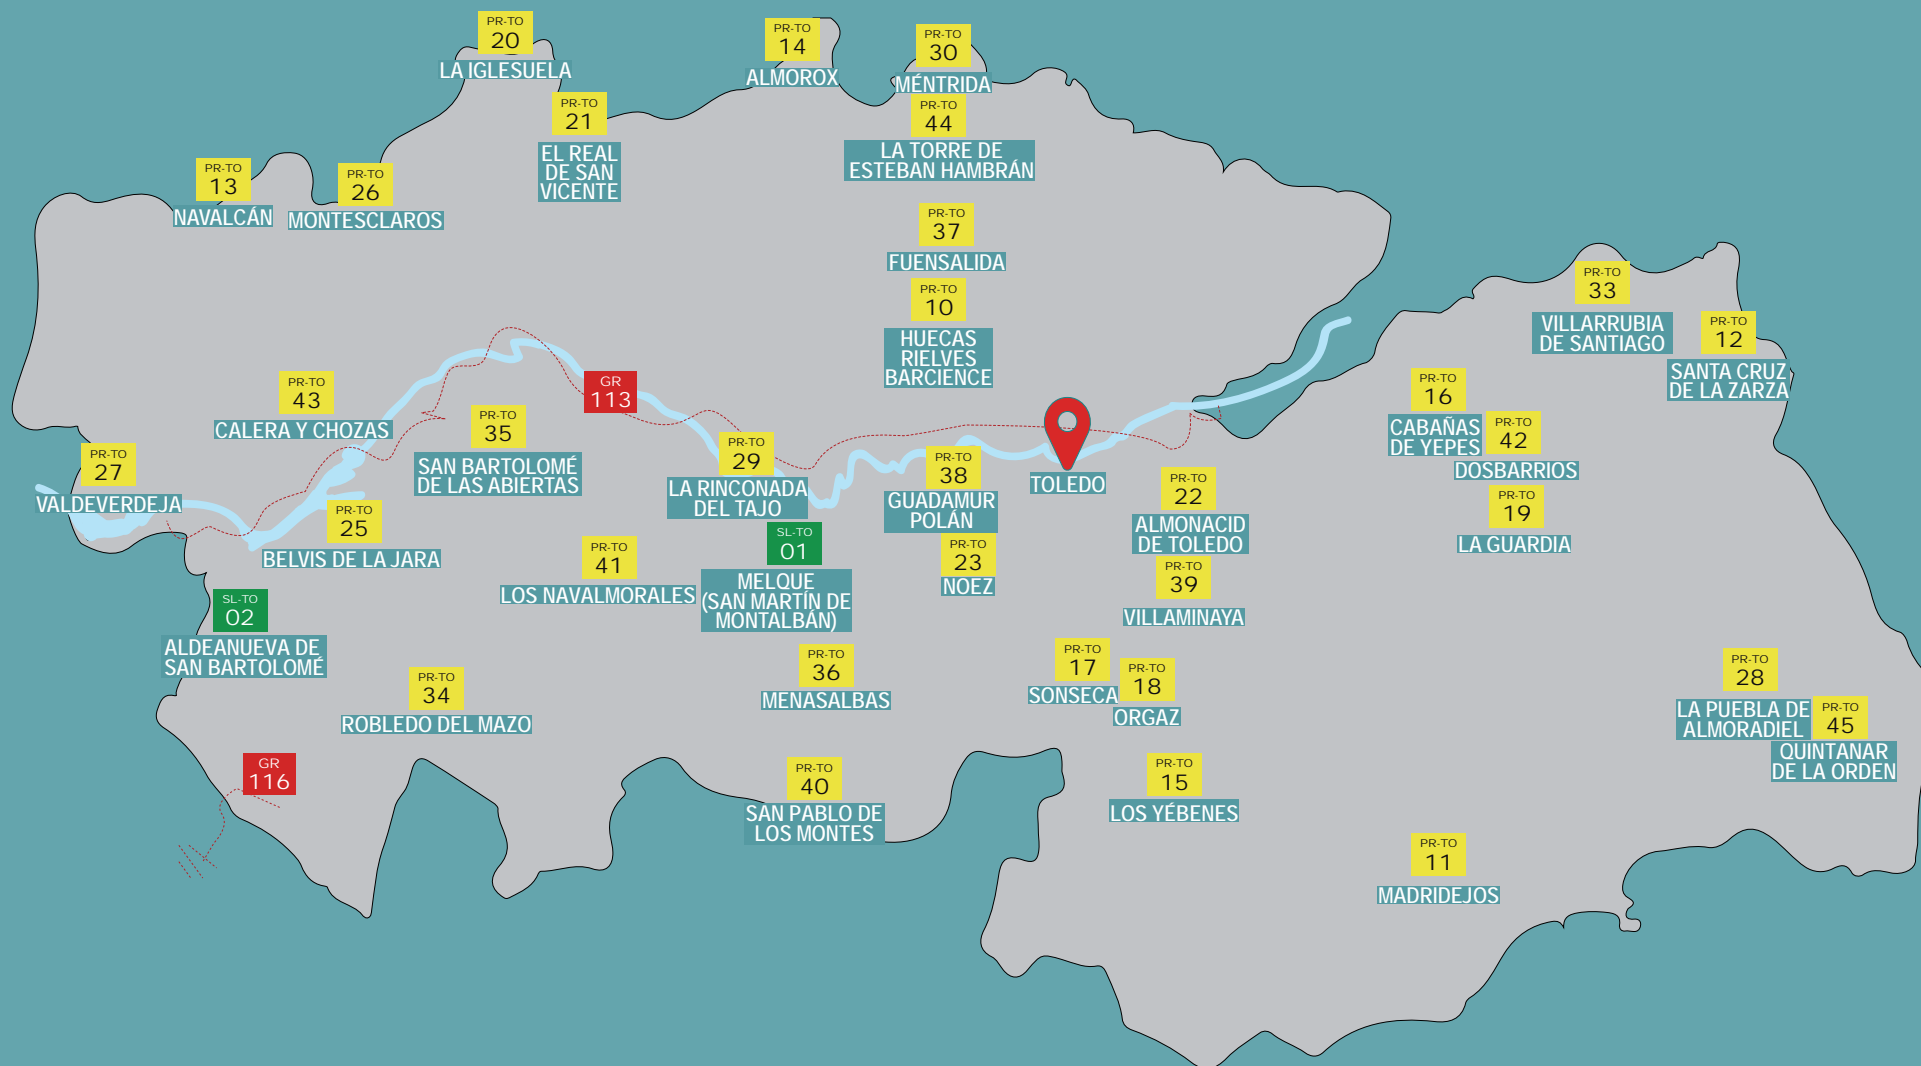 PR-TO
20
LA IGLESUELA
PR-TO
14
ALMOROX
PR-TO
30
MÉNTRIDA
PR-TO
21
EL REAL
DE SAN
VICENTE
PR-TO
44
LA TORRE DE
ESTEBAN HAMBRÁN
PR-TO
13
NAVALCÁN
PR-TO
26
MONTESCLAROS
PR-TO
37
FUENSALIDA
PR-TO
10
HUECAS
RIELVES
BARCIENCE
PR-TO
33
VILLARRUBIA
DE SANTIAGO
PR-TO
12
SANTA CRUZ
DE LA ZARZA
PR-TO
43
CALERA Y CHOZAS
GR
113
PR-TO
35
SAN BARTOLOMÉ
DE LAS ABIERTAS
PR-TO
16
CABAÑAS
DE YEPES
PR-TO
42
DOSBARRIOS
PR-TO
27
VALDEVERDEJA
PR-TO
29
LA RINCONADA
DEL TAJO
PR-TO
38
GUADAMUR
POLÁN
TOLEDO
PR-TO
22
ALMONACID
DE TOLEDO
PR-TO
19
LA GUARDIA
PR-TO
25
BELVIS DE LA JARA
PR-TO
41
LOS NAVALMORALES
SL-TO
01
MELQUE
(SAN MARTÍN DE
MONTALBÁN)
PR-TO
23
NOEZ
PR-TO
39
VILLAMINAYA
SL-TO
02
ALDEANUEVA DE
SAN BARTOLOMÉ
PR-TO
34
ROBLEDO DEL MAZO
PR-TO
36
MENASALBAS
PR-TO
17
SONSECA
PR-TO
18
ORGAZ
PR-TO
28
LA PUEBLA DE
ALMORADIEL
PR-TO
45
QUINTANAR
DE LA ORDEN
GR
116
PR-TO
40
SAN PABLO DE
LOS MONTES
PR-TO
15
LOS YÉBENES
PR-TO
11
MADRIDEJOS